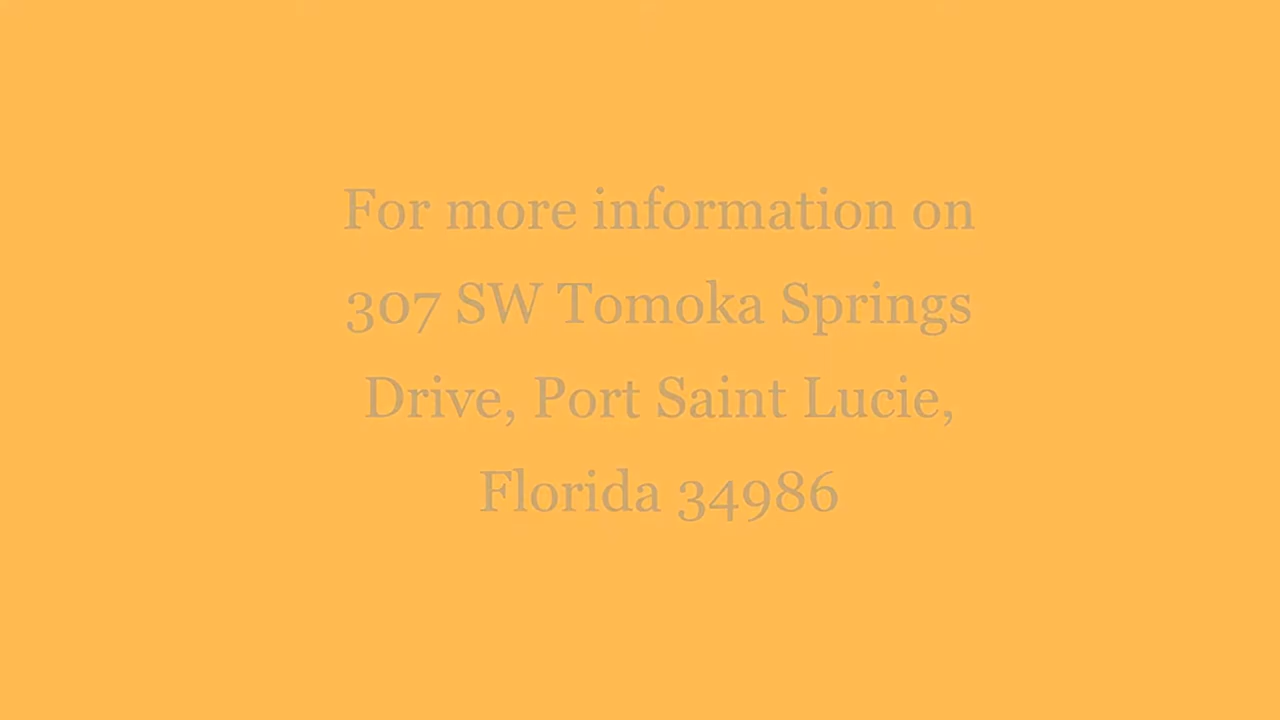 For more information on
307 SW Tomoka Springs
Drive, Port Saint Lucie,
Florida 34986